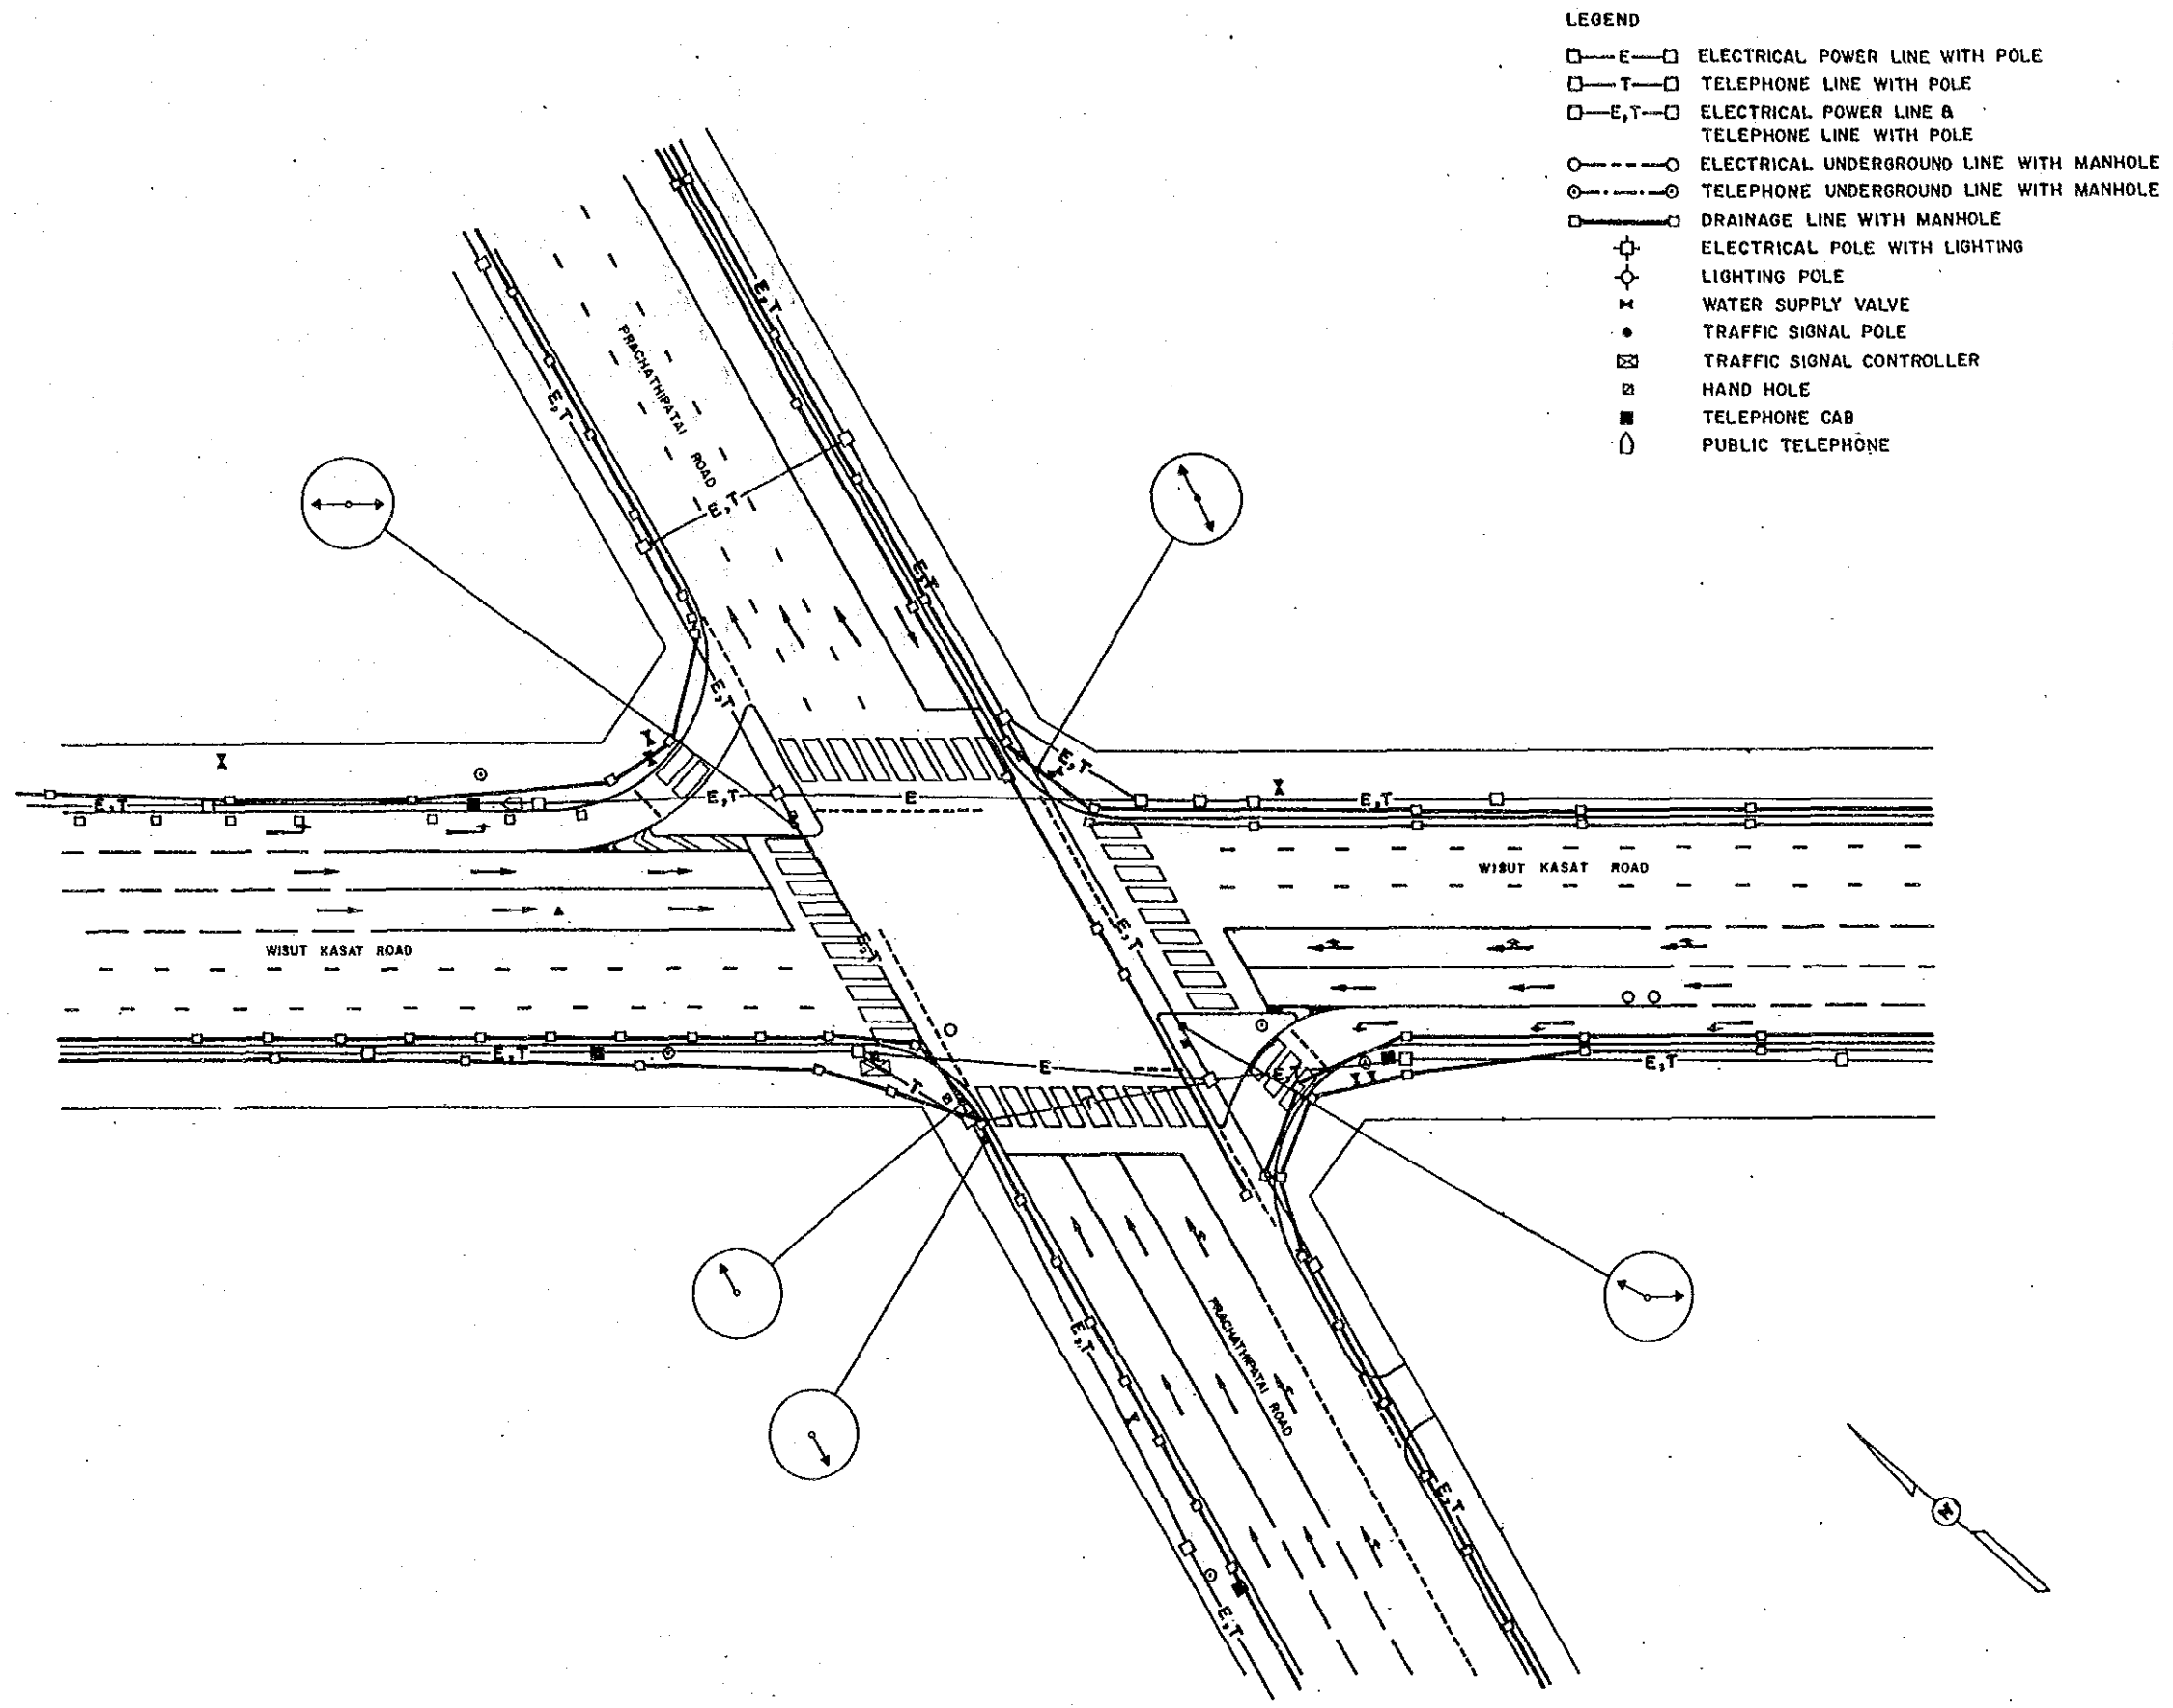 LEGEND
E ELECTRICAL POWER LINE WITH POLE
T TELEPHONE LINE WITH POLE
E,T ELECTRICAL POWER LINE &
TELEPHONE LINE WITH POLE
ELECTRICAL UNDERGROUND LINE WITH MANHOLE
TELEPHONE UNDERGROUND LINE WITH MANHOLE
DRAINAGE LINE WITH MANHOLE
ELECTRICAL POLE WITH LIGHTING
LIGHTING POLE
WATER SUPPLY VALVE
TRAFFIC SIGNAL POLE
TRAFFIC SIGNAL CONTROLLER
HAND HOLE
TELEPHONE CAB
PUBLIC TELEPHONE
E,T
PRACHATHIPATAI ROAD
E,T
E,T
E,T
E,T
E,T
E,T
E,T
E
E,T
WISUT KASAT ROAD
E,T
E,T
WISUT KASAT ROAD
E,T
E
E,T
E,T
T
T
PRACHATHIPATAI ROAD
E,T
E,T
E,T
N